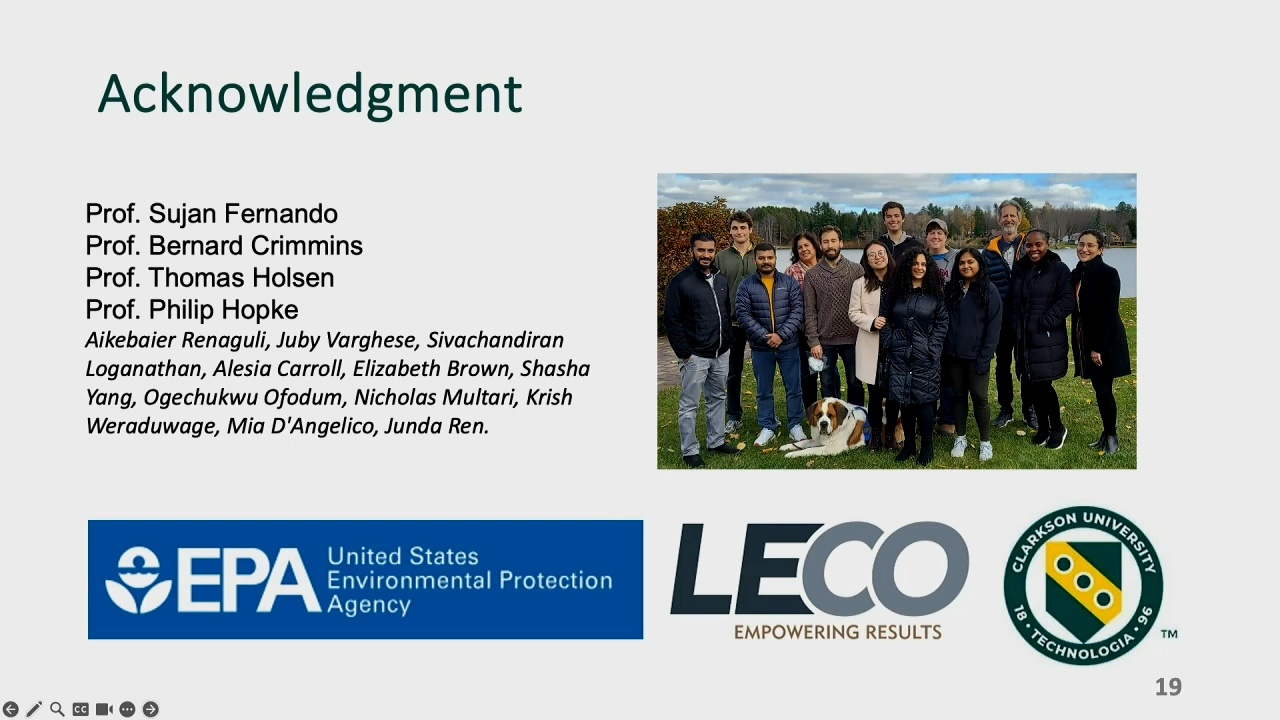 Acknowledgment
Prof. Sujan Fernando
Prof. Bernard Crimmins
Prof. Thomas Holsen
Prof. Philip Hopke
Aikebaier Renaguli, Juby Varghese, Sivachandiran
Loganathan, Alesia Carroll, Elizabeth Brown, Shasha
Yang, Ogechukwu Ofodum, Nicholas Multari, Krish
Weraduwage, Mia D'Angelico, Junda Ren.
EPA
United States
Environmental Protection
Agency
LECO
EMPOWERING RESULTS
CLARKSON UNIVERSITY
18 • TECHNOLOGIA • 96
TM
19
CC